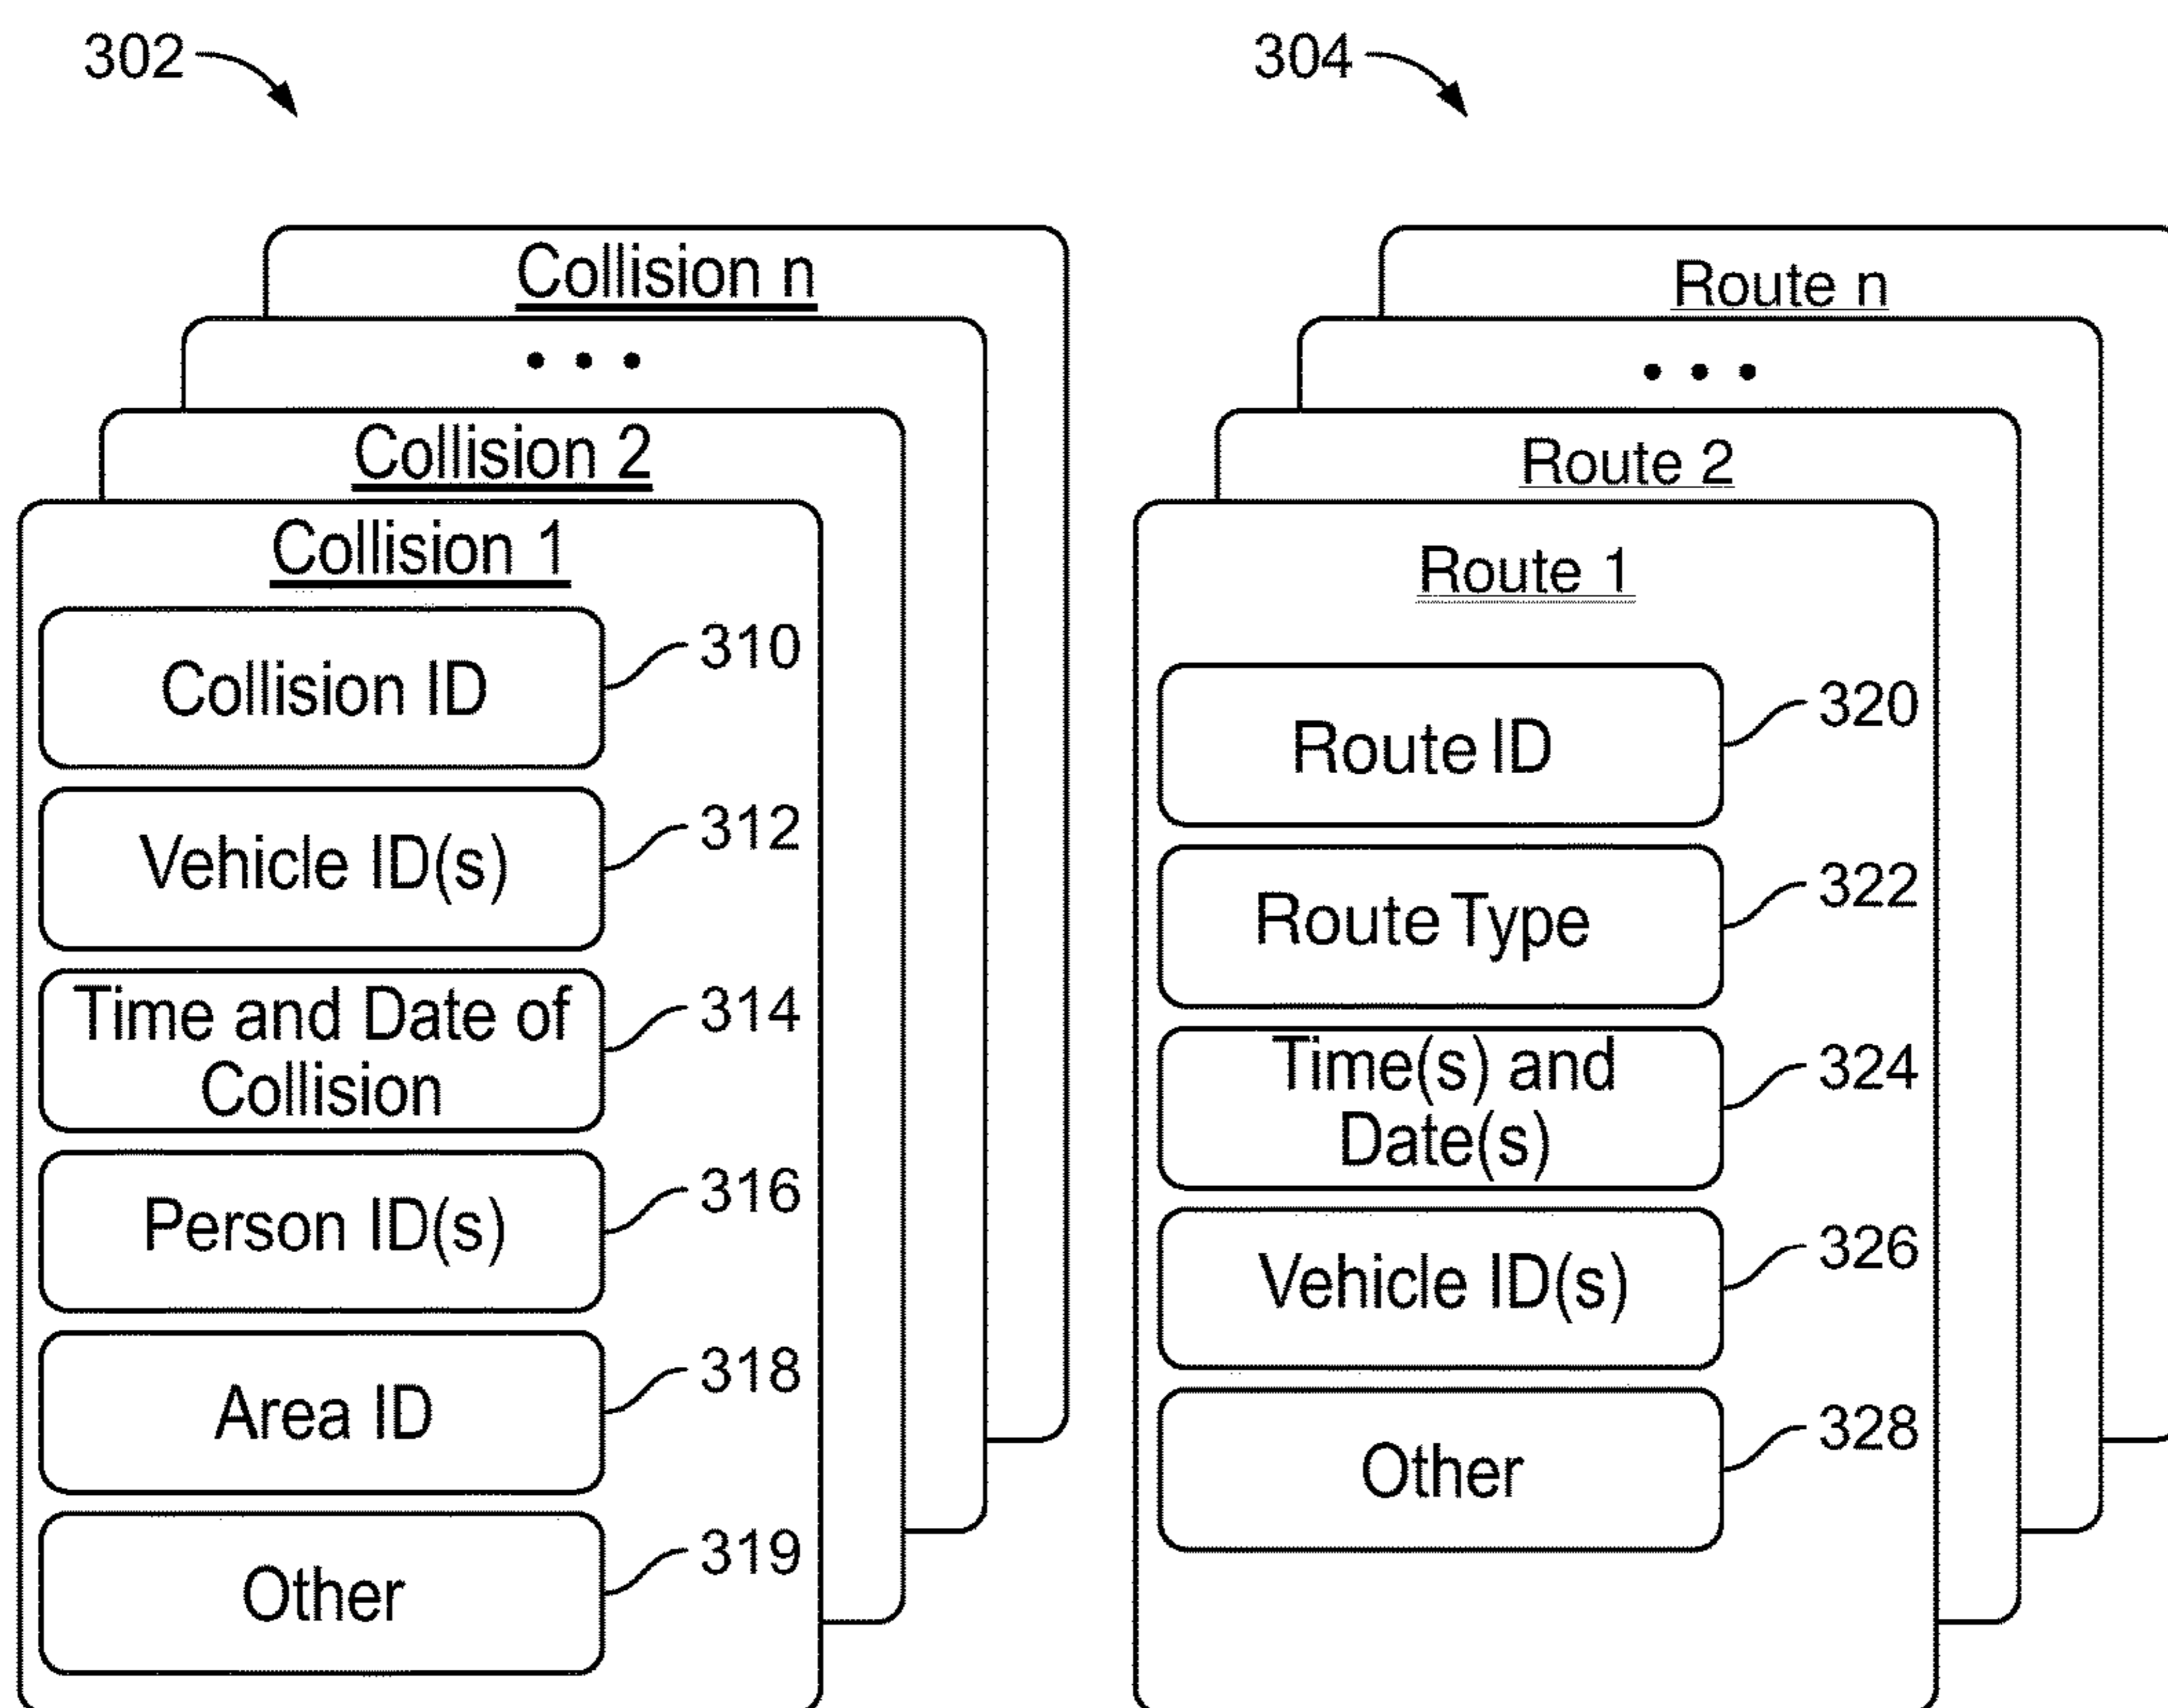 302
Collision n
• • •
Collision 2
Collision 1
Collision ID
310
Vehicle ID(s)
312
Time and Date of
Collision
314
Person ID(s)
316
Area ID
318
Other
319
304
Route n
• • •
Route 2
Route 1
Route ID
320
Route Type
322
Time(s) and
Date(s)
324
Vehicle ID(s)
326
Other
328